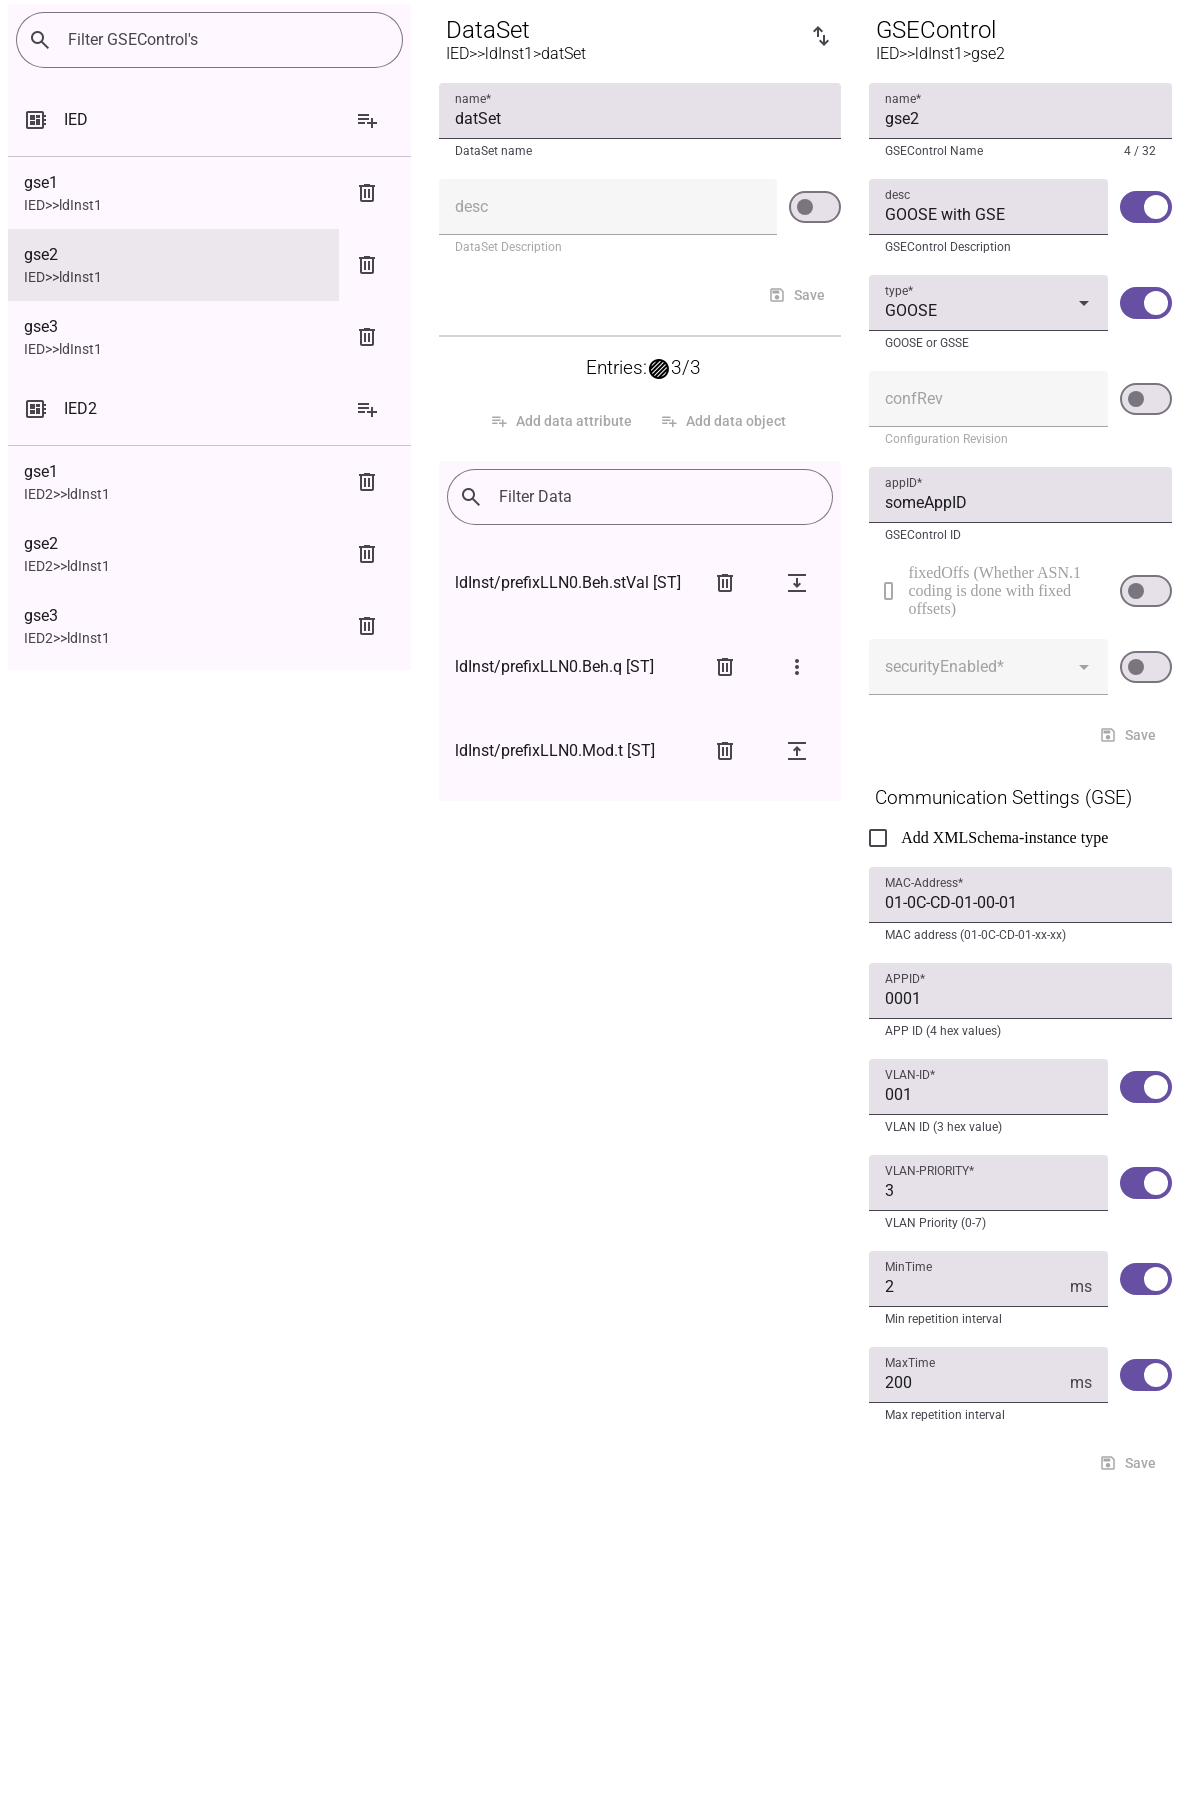 Filter GSEControl's
IED
gse1
IED>>ldInst1
gse2
IED>>ldInst1
gse3
IED>>ldInst1
IED2
gse1
IED2>>ldInst1
gse2
IED2>>ldInst1
gse3
IED2>>ldInst1
DataSet
IED>>ldInst1>datSet
name*
datSet
DataSet name
desc
DataSet Description
Save
Entries: 3/3
Add data attribute
Add data object
Filter Data
ldInst/prefixLLN0.Beh.stVal [ST]
ldInst/prefixLLN0.Beh.q [ST]
ldInst/prefixLLN0.Mod.t [ST]
GSEControl
IED>>ldInst1>gse2
name*
gse2
GSEControl Name 4 / 32
desc
GOOSE with GSE
GSEControl Description
type*
GOOSE
GOOSE or GSSE
confRev
Configuration Revision
appID*
someAppID
GSEControl ID
fixedOffs (Whether ASN.1
coding is done with fixed
offsets)
securityEnabled*
Save
Communication Settings (GSE)
Add XMLSchema-instance type
MAC-Address*
01-0C-CD-01-00-01
MAC address (01-0C-CD-01-xx-xx)
APPID*
0001
APP ID (4 hex values)
VLAN-ID*
001
VLAN ID (3 hex value)
VLAN-PRIORITY*
3
VLAN Priority (0-7)
MinTime
2 ms
Min repetition interval
MaxTime
200 ms
Max repetition interval
Save